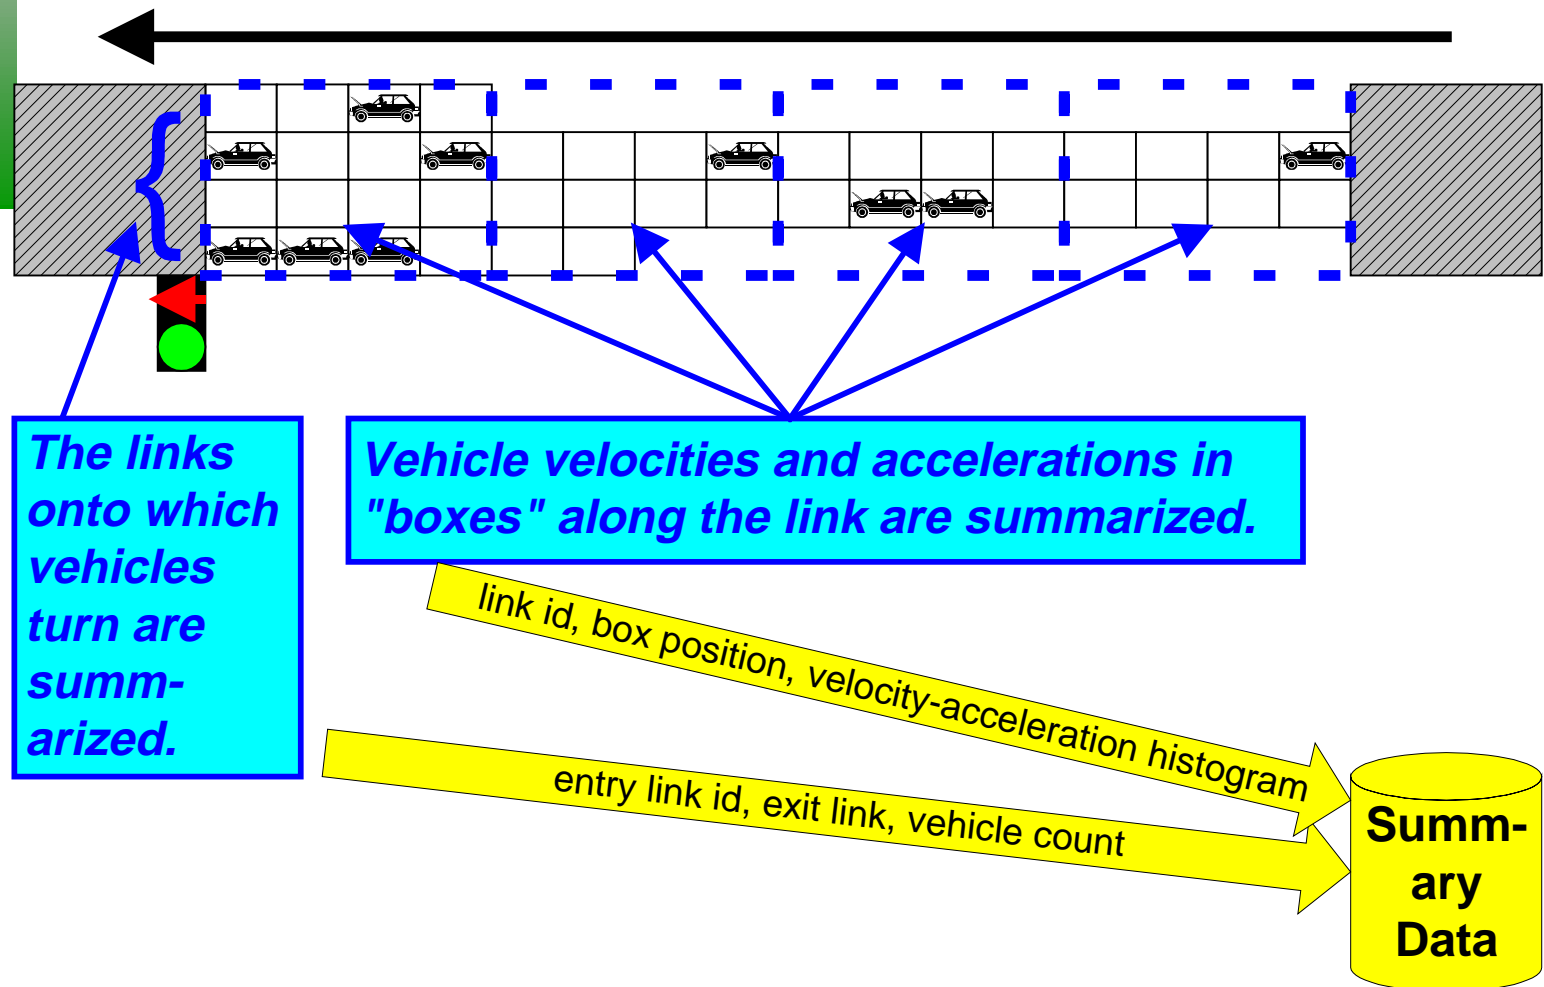 The links
onto which
vehicles
turn are
summ-
arized.
Vehicle velocities and accelerations in
"boxes" along the link are summarized.
link id, box position, velocity-acceleration histogram
entry link id, exit link, vehicle count
Summ-
ary
Data